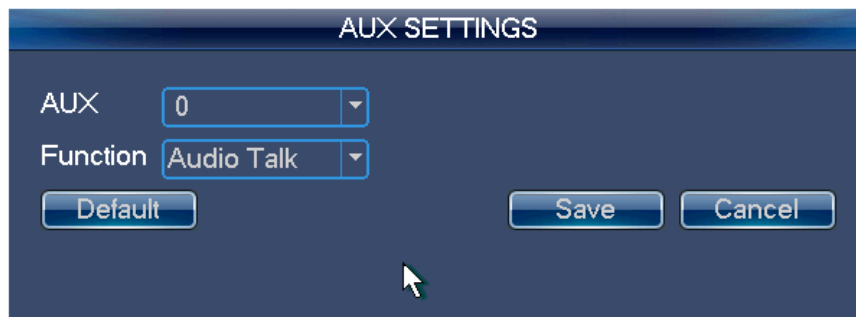 AUX SETTINGS
AUX 0
Function Audio Talk
Default Save Cancel